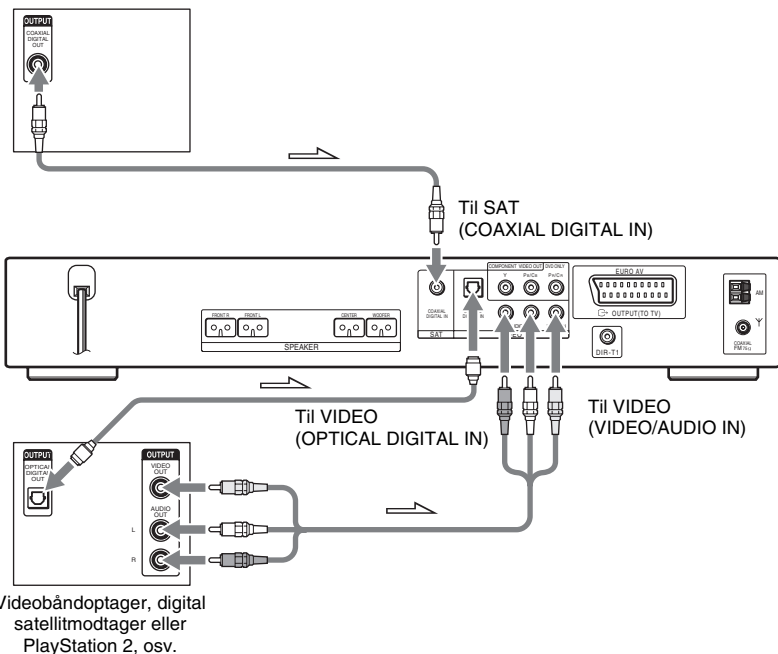 OUTPUT
COAXIAL
DIGITAL
OUT
Til SAT
(COAXIAL DIGITAL IN)
COMPONENT VIDEO OUT
DVD ONLY
Y
PB/CB
PR/CR
EURO AV
OUTPUT(TO TV)
AM
COAXIAL
DIGITAL IN
SAT
FRONT R
FRONT L
CENTER
WOOFER
SPEAKER
DIR-T1
COAXIAL
FM75Ω
Til VIDEO
(OPTICAL DIGITAL IN)
Til VIDEO
(VIDEO/AUDIO IN)
OUTPUT
OPTICAL
DIGITAL
OUT
OUTPUT
VIDEO
OUT
AUDIO
OUT
L
R
Videobåndoptager, digital
satellitmodtager eller
PlayStation 2, osv.